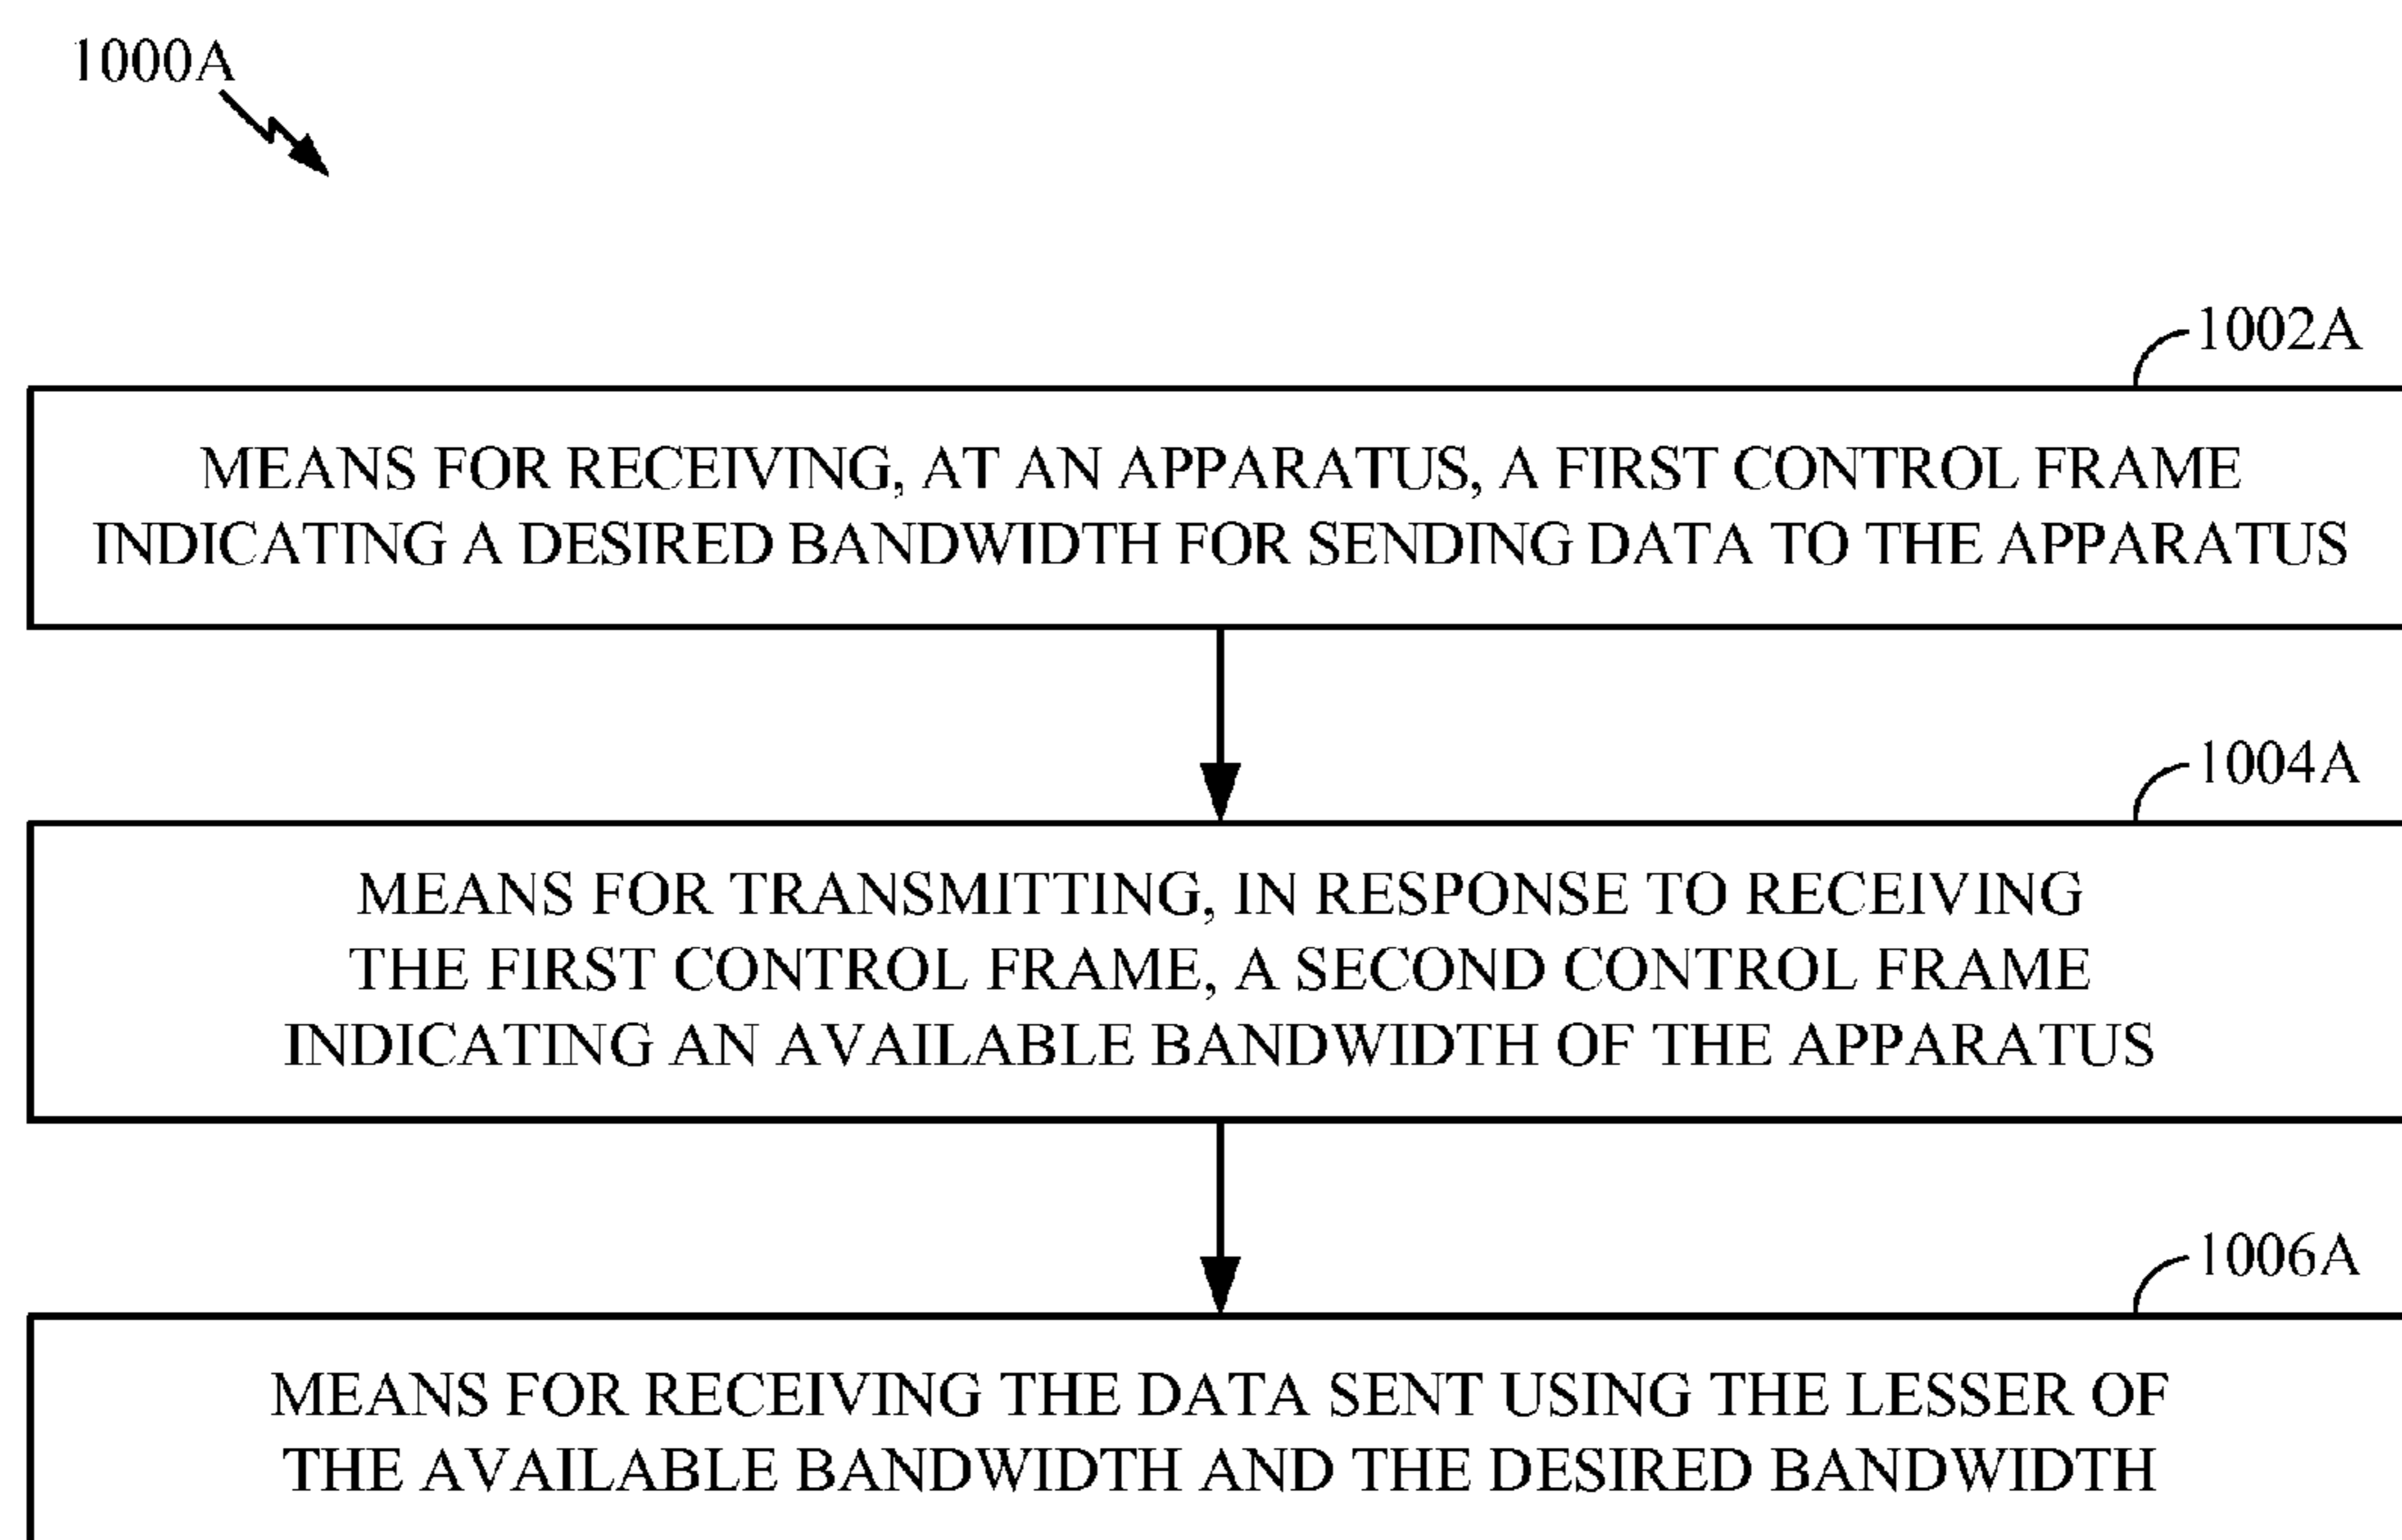 1000A
1002A
MEANS FOR RECEIVING, AT AN APPARATUS, A FIRST CONTROL FRAME
INDICATING A DESIRED BANDWIDTH FOR SENDING DATA TO THE APPARATUS
1004A
MEANS FOR TRANSMITTING, IN RESPONSE TO RECEIVING
THE FIRST CONTROL FRAME, A SECOND CONTROL FRAME
INDICATING AN AVAILABLE BANDWIDTH OF THE APPARATUS
1006A
MEANS FOR RECEIVING THE DATA SENT USING THE LESSER OF
THE AVAILABLE BANDWIDTH AND THE DESIRED BANDWIDTH